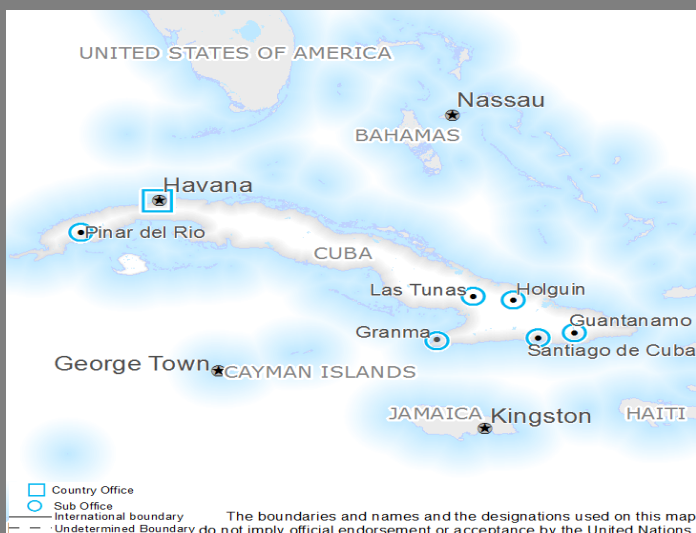 UNITED STATES OF AMERICA
Nassau
BAHAMAS
Havana
Pinar del Rio
CUBA
Las Tunas
Holguin
Granma
Guantanamo
Santiago de Cuba
George Town
CAYMAN ISLANDS
JAMAICA
Kingston
HAITI
Country Office
Sub Office
International boundary
The boundaries and names and the designations used on this map
Undetermined Boundary
do not imply official endorsement or acceptance by the United Nations